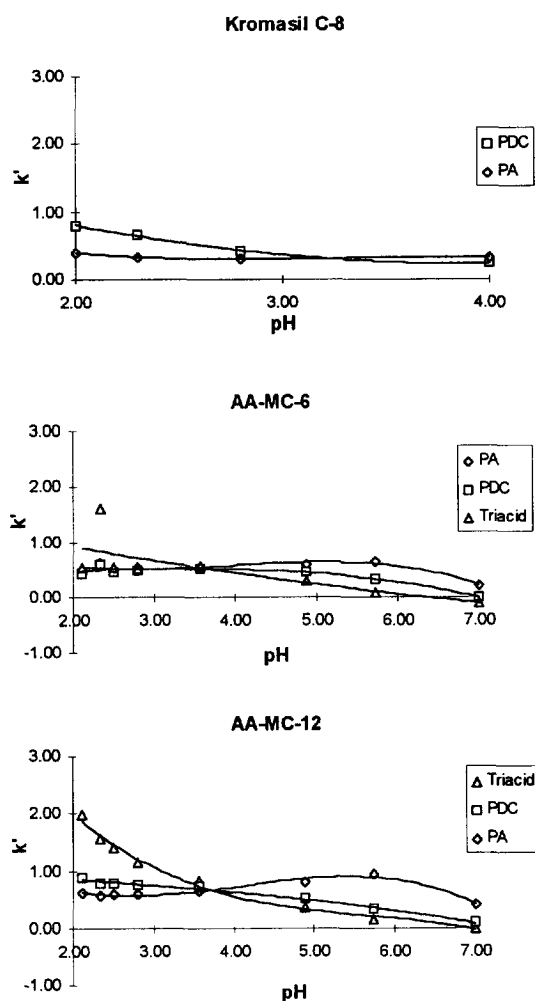 Kromasil C-8
3.00
2.00
1.00
0.00
k'
2.00 3.00 4.00
pH
PDC
PA
AA-MC-6
3.00
2.00
1.00
0.00
-1.00
k'
2.00 3.00 4.00 5.00 6.00 7.00
pH
PA
PDC
Triacid
AA-MC-12
3.00
2.00
1.00
0.00
-1.00
k'
2.00 3.00 4.00 5.00 6.00 7.00
pH
Triacid
PDC
PA